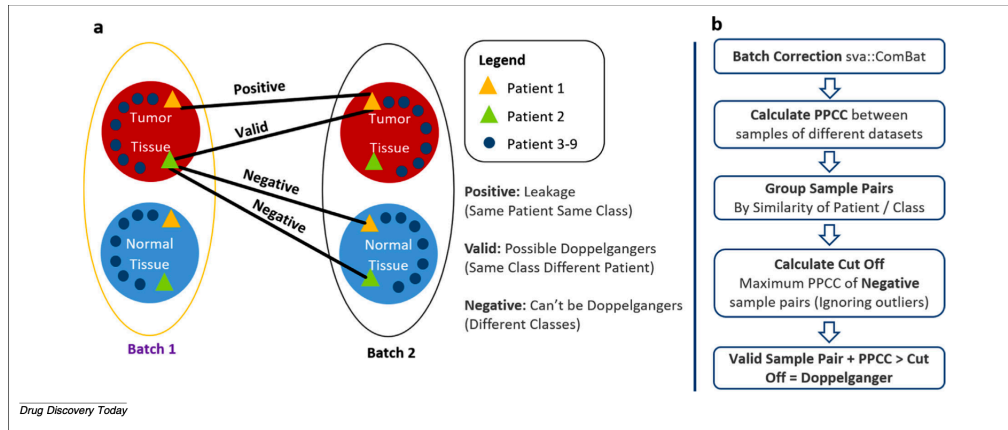 a
Positive
Valid
Negative
Negative
Tumor
Tissue
Normal
Tissue
Batch 1
Tumor
Tissue
Normal
Tissue
Batch 2
Legend
Patient 1
Patient 2
Patient 3-9
Positive: Leakage
(Same Patient Same Class)
Valid: Possible Doppelgangers
(Same Class Different Patient)
Negative: Can't be Doppelgangers
(Different Classes)
b
Batch Correction sva::ComBat
Calculate PPCC between
samples of different datasets
Group Sample Pairs
By Similarity of Patient / Class
Calculate Cut Off
Maximum PPCC of Negative
sample pairs (Ignoring outliers)
Valid Sample Pair + PPCC > Cut
Off = Doppelganger
Drug Discovery Today